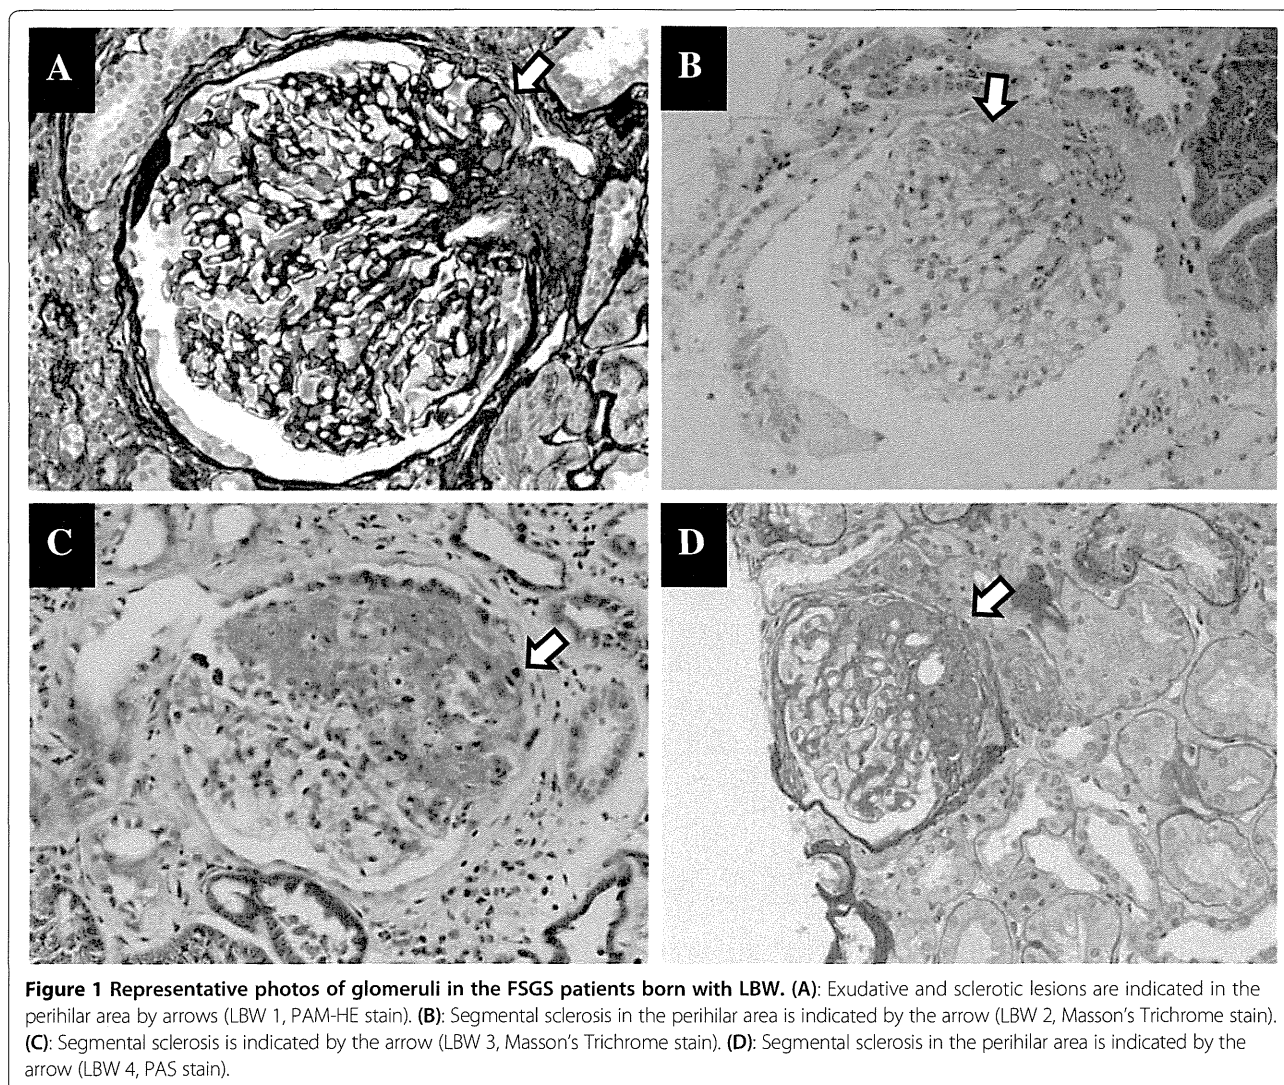 A
B
C
D
Figure 1 Representative photos of glomeruli in the FSGS patients born with LBW. (A): Exudative and sclerotic lesions are indicated in the
perihilar area by arrows (LBW 1, PAM-HE stain). (B): Segmental sclerosis in the perihilar area is indicated by the arrow (LBW 2, Masson's Trichrome stain).
(C): Segmental sclerosis is indicated by the arrow (LBW 3, Masson's Trichrome stain). (D): Segmental sclerosis in the perihilar area is indicated by the
arrow (LBW 4, PAS stain).